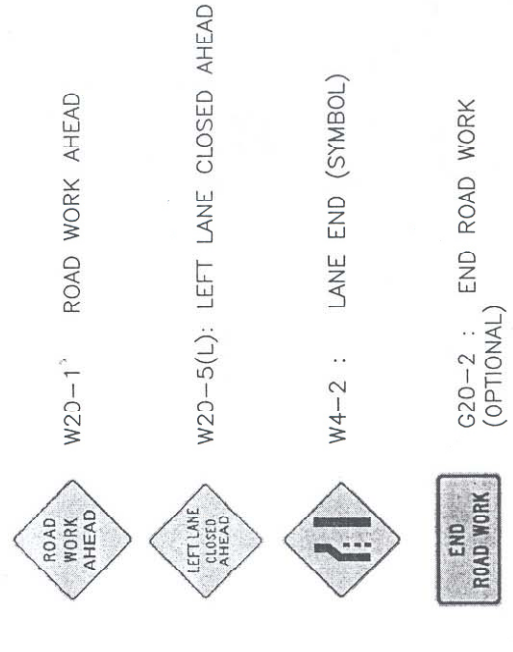 ROAD
WORK
AHEAD
W20-1: ROAD WORK AHEAD
LEFT LANE
CLOSED
AHEAD
W20-5(L): LEFT LANE CLOSED AHEAD
W4-2 : LANE END (SYMBOL)
END
ROAD WORK
G20-2 : END ROAD WORK
(OPTIONAL)